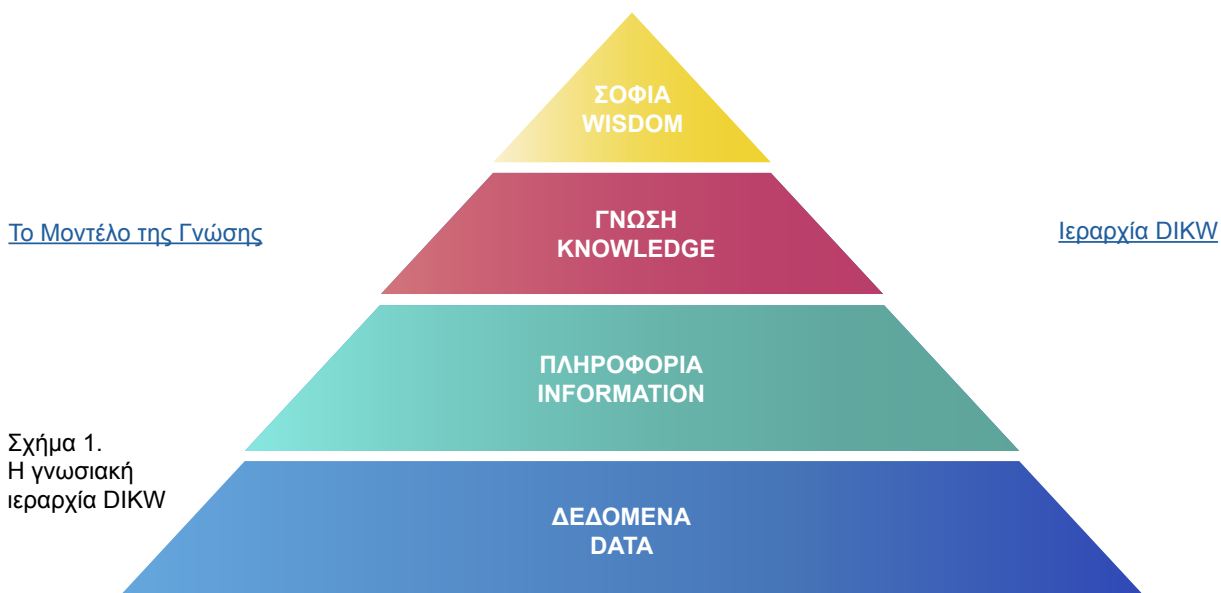 ΣΟΦΙΑ
WISDOM
ΓΝΩΣΗ
KNOWLEDGE
Το Μοντέλο της Γνώσης
Ιεραρχία DIKW
ΠΛΗΡΟΦΟΡΙΑ
INFORMATION
Σχήμα 1.
Η γνωσιακή
ιεραρχία DIKW
ΔΕΔΟΜΕΝΑ
DATA